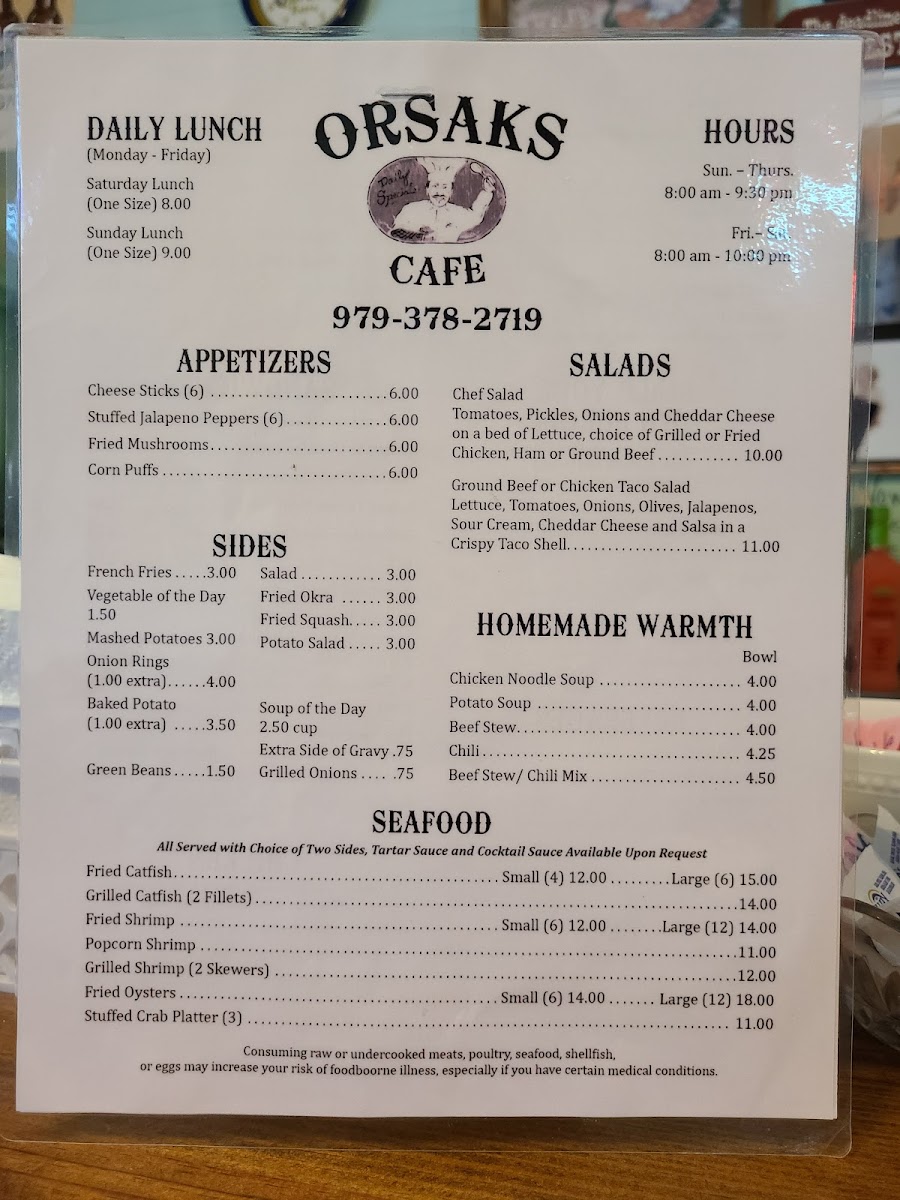 DAILY LUNCH
(Monday - Friday)
Saturday Lunch
(One Size) 8.00
Sunday Lunch
(One Size) 9.00
ORSAKS
Daily
Specials
CAFE
979-378-2719
HOURS
Sun. – Thurs.
8:00 am - 9:30 pm
Fri.– Sat.
8:00 am - 10:00 pm
APPETIZERS
Cheese Sticks (6) ......................... 6.00
Stuffed Jalapeno Peppers (6)............... 6.00
Fried Mushrooms......................... 6.00
Corn Puffs ................................ 6.00
SALADS
Chef Salad
Tomatoes, Pickles, Onions and Cheddar Cheese
on a bed of Lettuce, choice of Grilled or Fried
Chicken, Ham or Ground Beef ............ 10.00
Ground Beef or Chicken Taco Salad
Lettuce, Tomatoes, Onions, Olives, Jalapenos,
Sour Cream, Cheddar Cheese and Salsa in a
Crispy Taco Shell......................... 11.00
SIDES
French Fries .....3.00
Vegetable of the Day
1.50
Mashed Potatoes 3.00
Onion Rings
(1.00 extra)......4.00
Baked Potato
(1.00 extra) .....3.50
Green Beans .....1.50
Salad ............ 3.00
Fried Okra ...... 3.00
Fried Squash..... 3.00
Potato Salad ..... 3.00
Soup of the Day
2.50 cup
Extra Side of Gravy .75
Grilled Onions ..... .75
HOMEMADE WARMTH
Bowl
Chicken Noodle Soup ..................... 4.00
Potato Soup .............................. 4.00
Beef Stew................................. 4.00
Chili...................................... 4.25
Beef Stew/ Chili Mix ...................... 4.50
SEAFOOD
All Served with Choice of Two Sides, Tartar Sauce and Cocktail Sauce Available Upon Request
Fried Catfish................................................ Small (4) 12.00 .........Large (6) 15.00
Grilled Catfish (2 Fillets)......................................................................14.00
Fried Shrimp ............................................... Small (6) 12.00 ........Large (12) 14.00
Popcorn Shrimp ..............................................................................11.00
Grilled Shrimp (2 Skewers) ...................................................................12.00
Fried Oysters ............................................... Small (6) 14.00 ....... Large (12) 18.00
Stuffed Crab Platter (3) ...................................................................... 11.00
Consuming raw or undercooked meats, poultry, seafood, shellfish,
or eggs may increase your risk of foodboorne illness, especially if you have certain medical conditions.